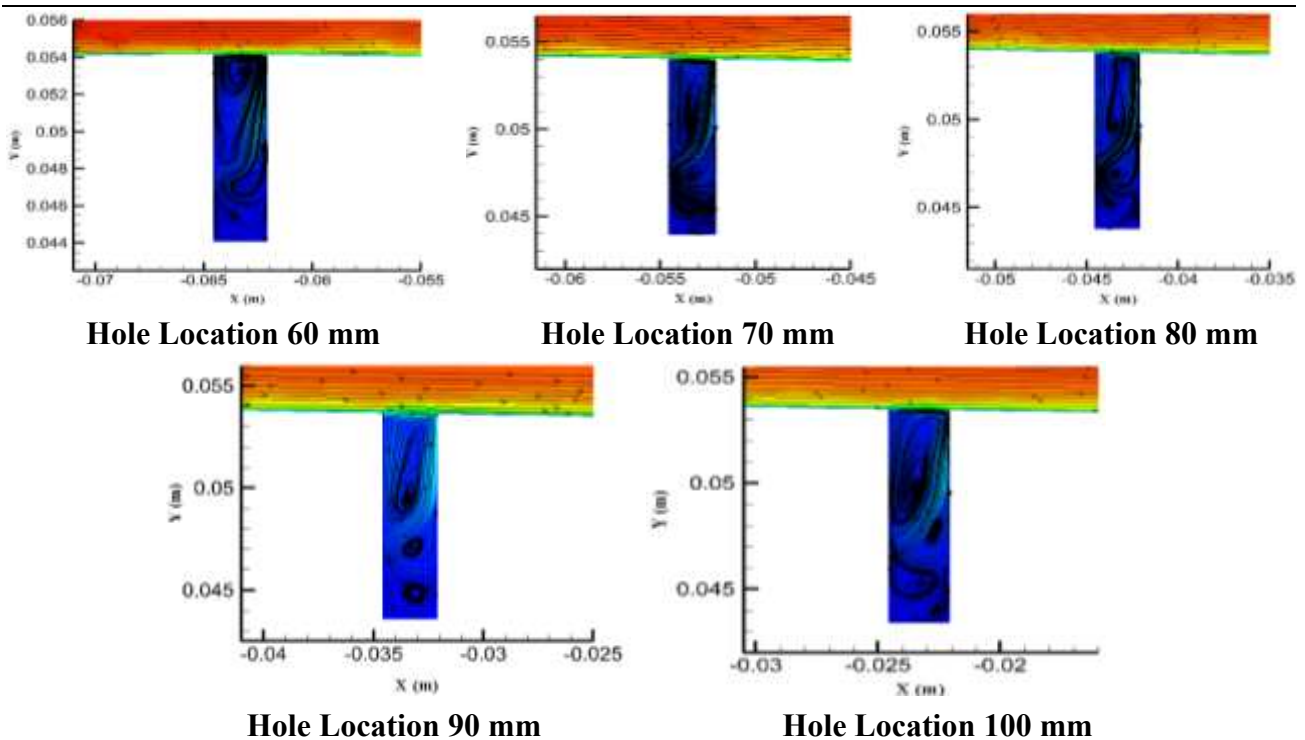 0.056
0.054
0.052
0.05
0.048
0.046
0.044
Y (m)
-0.07 -0.065 -0.06 -0.055
X (m)
0.055
0.05
0.045
Y (m)
-0.06 -0.055 -0.05 -0.045
X (m)
0.055
0.05
0.045
Y (m)
-0.05 -0.045 -0.04 -0.035
X (m)
Hole Location 60 mm Hole Location 70 mm Hole Location 80 mm
0.055
0.05
0.045
Y (m)
-0.04 -0.035 -0.03 -0.025
X (m)
0.055
0.05
0.045
Y (m)
-0.03 -0.025 -0.02
X (m)
Hole Location 90 mm Hole Location 100 mm